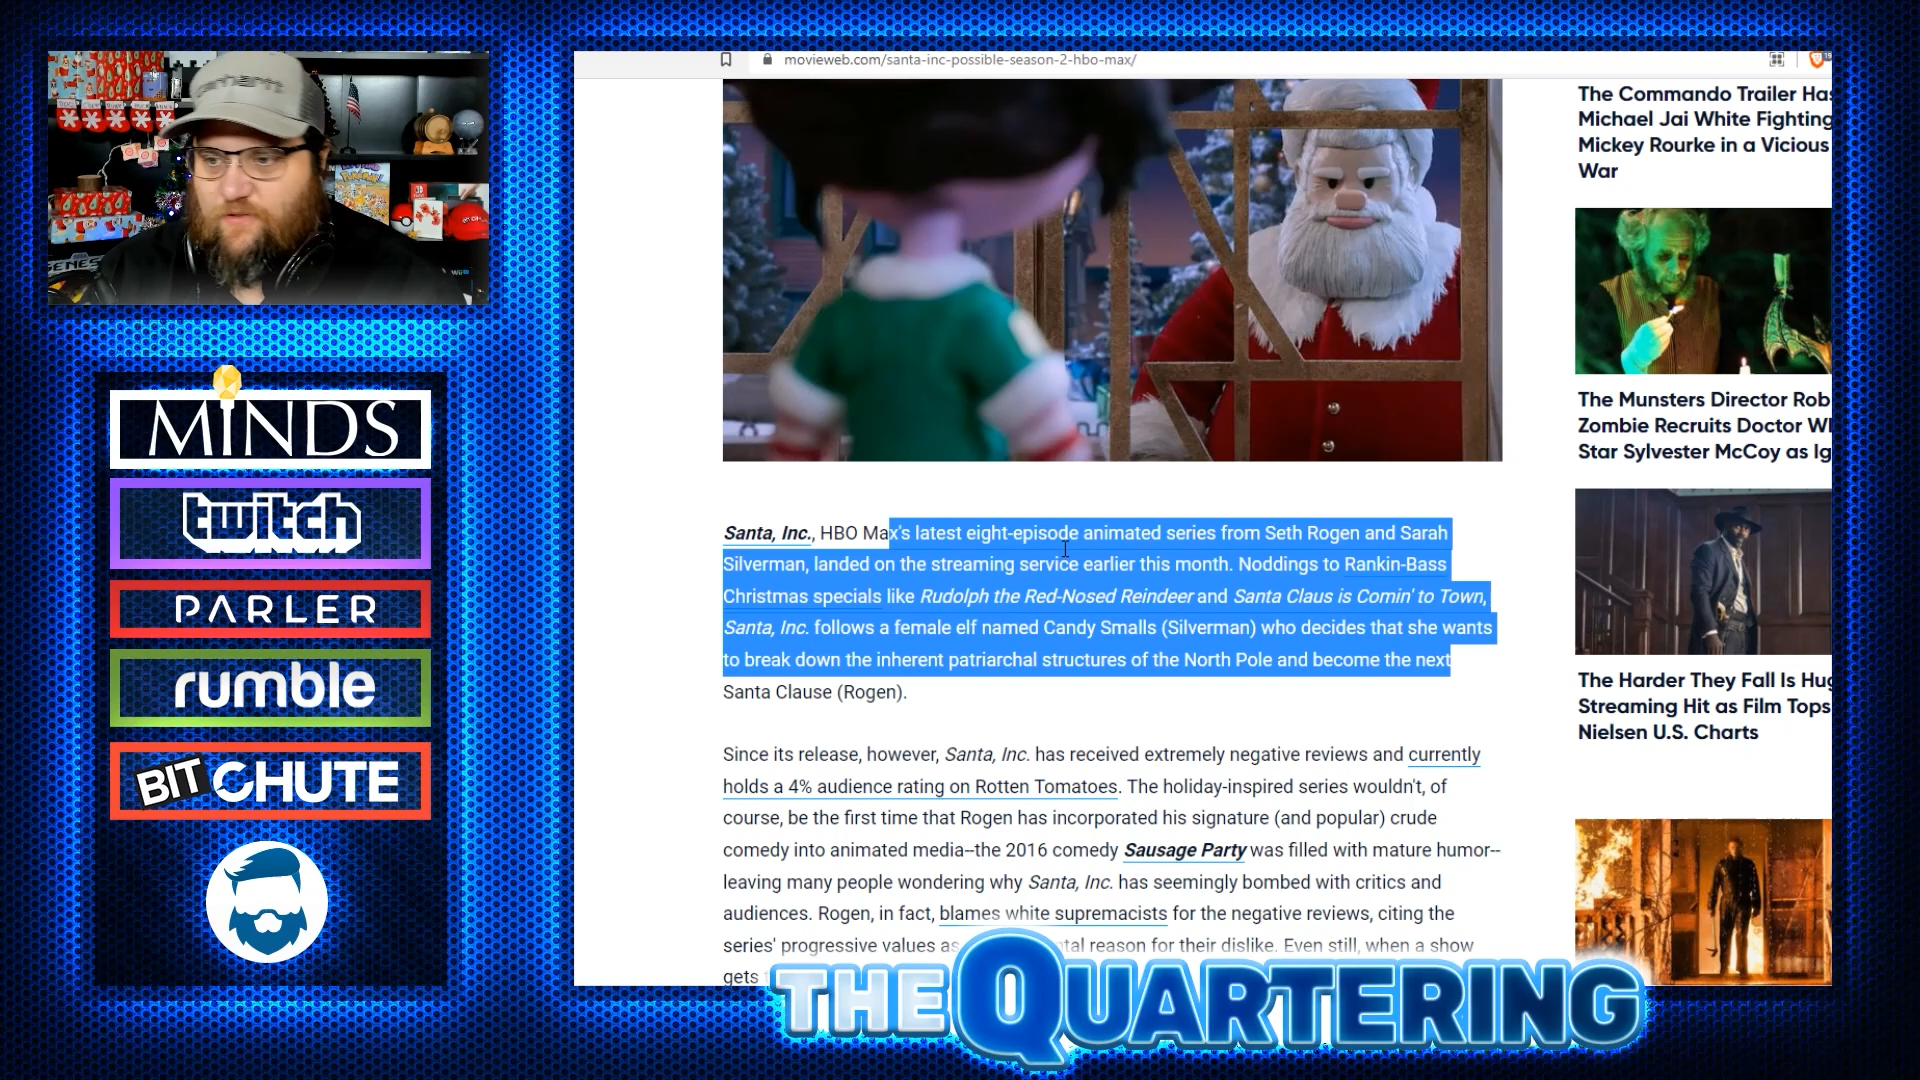 movieweb.com/santa-inc-possible-season-2-hbo-max/
carhartt
GENESIS
POKéMON
Wii U
MINDS
twitch
PARLER
rumble
BITCHUTE
Santa, Inc., HBO Max's latest eight-episode animated series from Seth Rogen and Sarah
Silverman, landed on the streaming service earlier this month. Noddings to Rankin-Bass
Christmas specials like Rudolph the Red-Nosed Reindeer and Santa Claus is Comin' to Town,
Santa, Inc. follows a female elf named Candy Smalls (Silverman) who decides that she wants
to break down the inherent patriarchal structures of the North Pole and become the next
Santa Clause (Rogen).
Since its release, however, Santa, Inc. has received extremely negative reviews and currently
holds a 4% audience rating on Rotten Tomatoes. The holiday-inspired series wouldn't, of
course, be the first time that Rogen has incorporated his signature (and popular) crude
comedy into animated media--the 2016 comedy Sausage Party was filled with mature humor--
leaving many people wondering why Santa, Inc. has seemingly bombed with critics and
audiences. Rogen, in fact, blames white supremacists for the negative reviews, citing the
series' progressive values as reason for their dislike. Even still, when a show
gets
The Commando Trailer Has
Michael Jai White Fighting
Mickey Rourke in a Vicious
War
The Munsters Director Rob
Zombie Recruits Doctor Wh
Star Sylvester McCoy as Ig
The Harder They Fall Is Hug
Streaming Hit as Film Tops
Nielsen U.S. Charts
THE QUARTERING